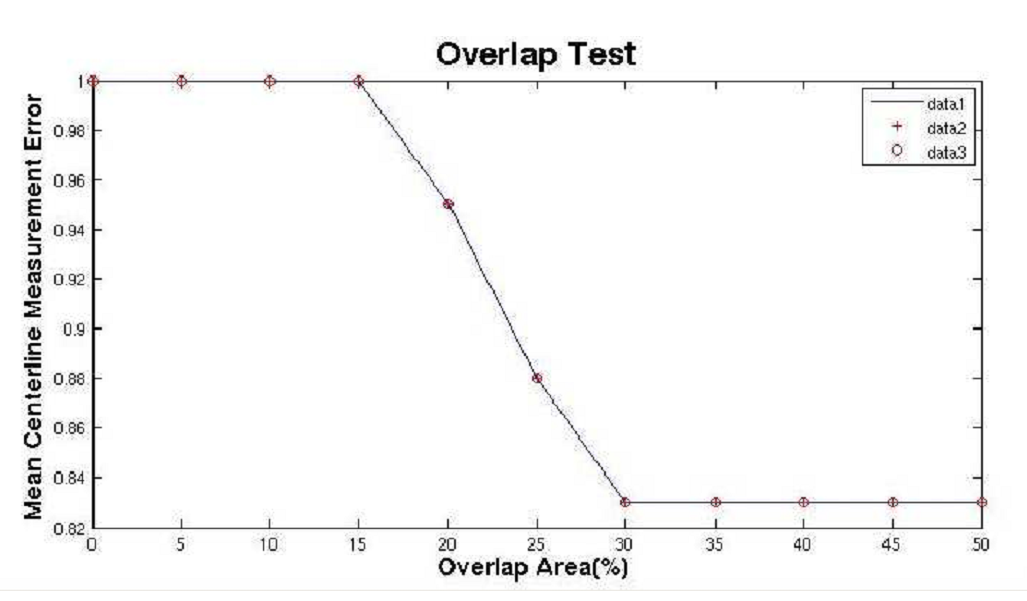 Overlap Test
Mean Centerline Measurement Error
1
0.98
0.96
0.94
0.92
0.9
0.88
0.86
0.84
0.82
data1
data2
data3
0 5 10 15 20 25 30 35 40 45 50
Overlap Area(%)